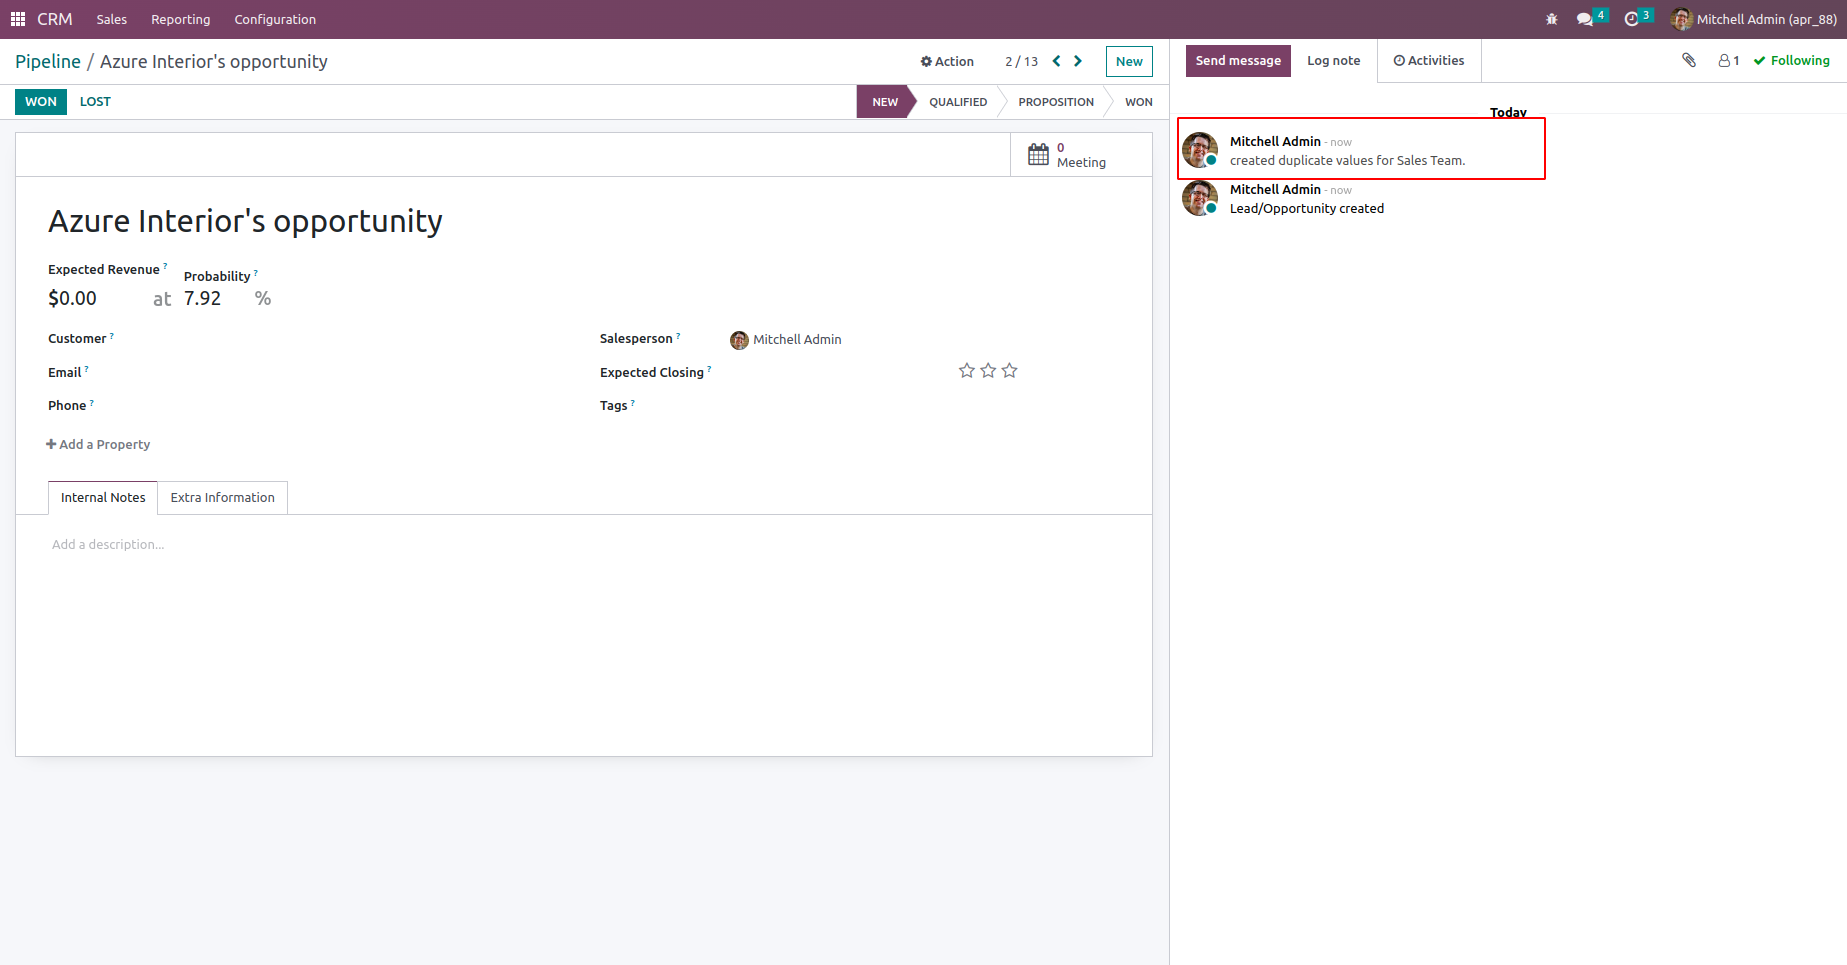 CRM Sales Reporting Configuration 4 3 Mitchell Admin (apr_88)
Pipeline / Azure Interior's opportunity Action 2 / 13 New
WON LOST NEW QUALIFIED PROPOSITION WON
0
Meeting
Azure Interior's opportunity
Expected Revenue ? Probability ?
$0.00 at 7.92 %
Customer ? Salesperson ? Mitchell Admin
Email ? Expected Closing ?
Phone ? Tags ?
Add a Property
Internal Notes Extra Information
Add a description...
Send message Log note Activities 1 Following
Today
Mitchell Admin - now
created duplicate values for Sales Team.
Mitchell Admin - now
Lead/Opportunity created